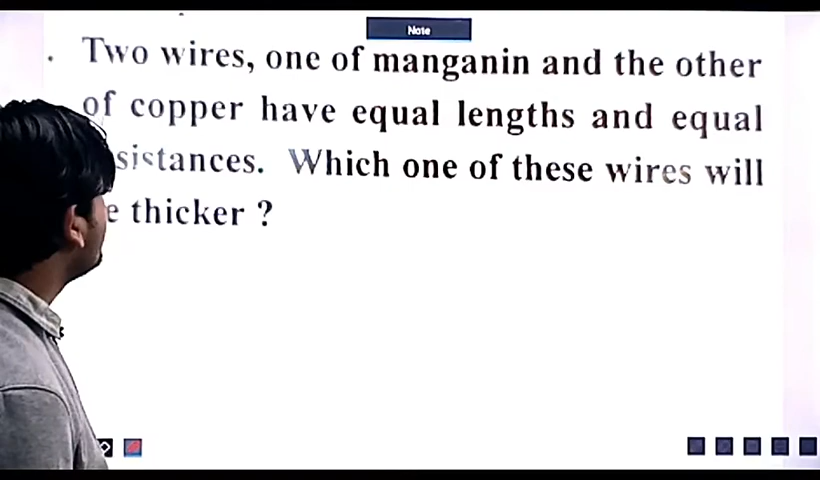 Note
. Two wires, one of manganin and the other
of copper have equal lengths and equal
sistances. Which one of these wires will
e thicker ?